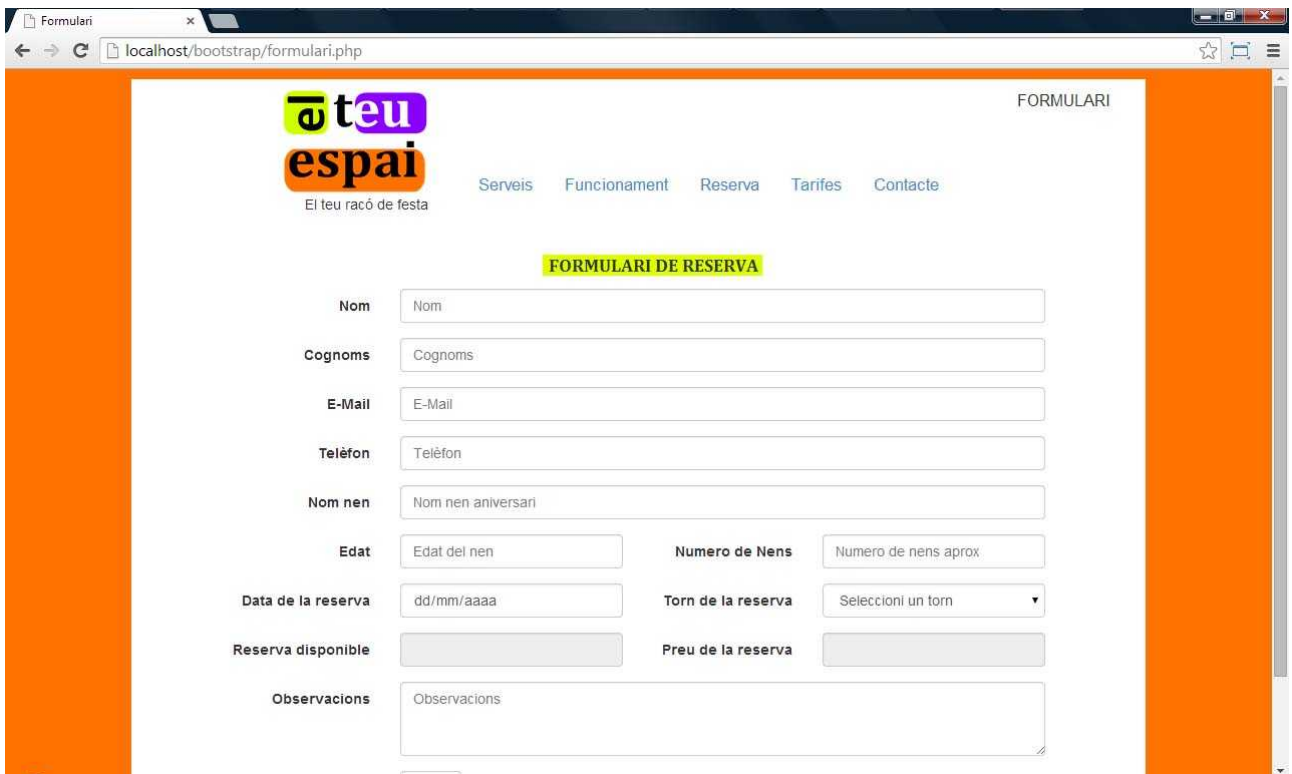 Formulari
localhost/bootstrap/formulari.php
el teu
espai
El teu racó de festa
FORMULARI
Serveis Funcionament Reserva Tarifes Contacte
FORMULARI DE RESERVA
Nom Nom
Cognoms Cognoms
E-Mail E-Mail
Telèfon Telèfon
Nom nen Nom nen aniversari
Edat Edat del nen Numero de Nens Numero de nens aprox
Data de la reserva dd/mm/aaaa Torn de la reserva Seleccioni un torn
Reserva disponible Preu de la reserva
Observacions Observacions